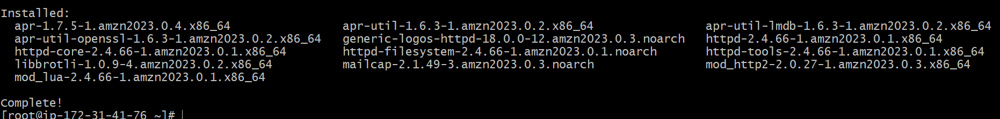 Installed:
apr-1.7.5-1.amzn2023.0.4.x86_64 apr-util-1.6.3-1.amzn2023.0.2.x86_64 apr-util-lmdb-1.6.3-1.amzn2023.0.2.x86_64
apr-util-openssl-1.6.3-1.amzn2023.0.2.x86_64 generic-logos-httpd-18.0.0-12.amzn2023.0.3.noarch httpd-2.4.66-1.amzn2023.0.1.x86_64
httpd-core-2.4.66-1.amzn2023.0.1.x86_64 httpd-filesystem-2.4.66-1.amzn2023.0.1.noarch httpd-tools-2.4.66-1.amzn2023.0.1.x86_64
libbrotli-1.0.9-4.amzn2023.0.2.x86_64 mailcap-2.1.49-3.amzn2023.0.3.noarch mod_http2-2.0.27-1.amzn2023.0.3.x86_64
mod_lua-2.4.66-1.amzn2023.0.1.x86_64
Complete!
[root@ip-172-31-41-76 ~]#